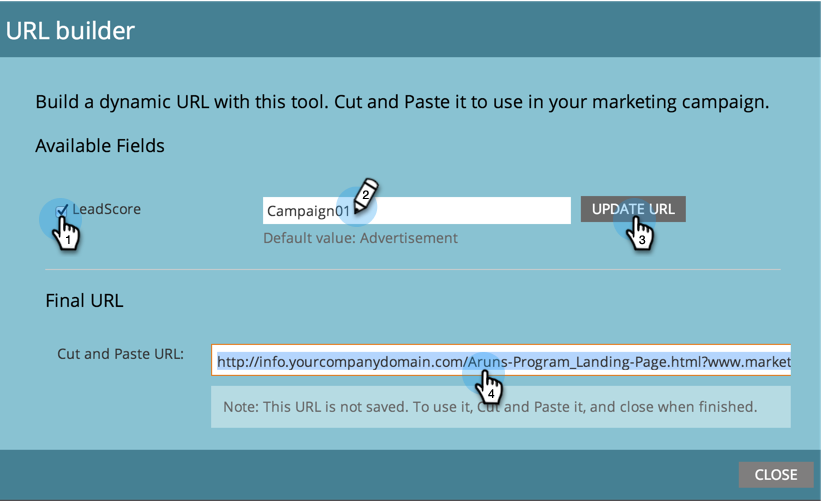 URL builder
Build a dynamic URL with this tool. Cut and Paste it to use in your marketing campaign.
Available Fields
LeadScore Campaign01 UPDATE URL
1 2 3
Default value: Advertisement
Final URL
Cut and Paste URL: http://info.yourcompanydomain.com/Aruns-Program_Landing-Page.html?www.market
4
Note: This URL is not saved. To use it, Cut and Paste it, and close when finished.
CLOSE